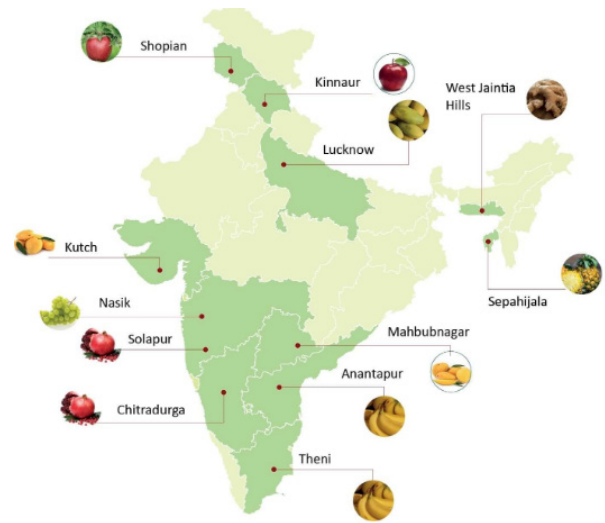 Shopian
Kinnaur
West Jaintia
Hills
Lucknow
Kutch
Nasik
Sepahijala
Solapur
Mahbubnagar
Anantapur
Chitradurga
Theni